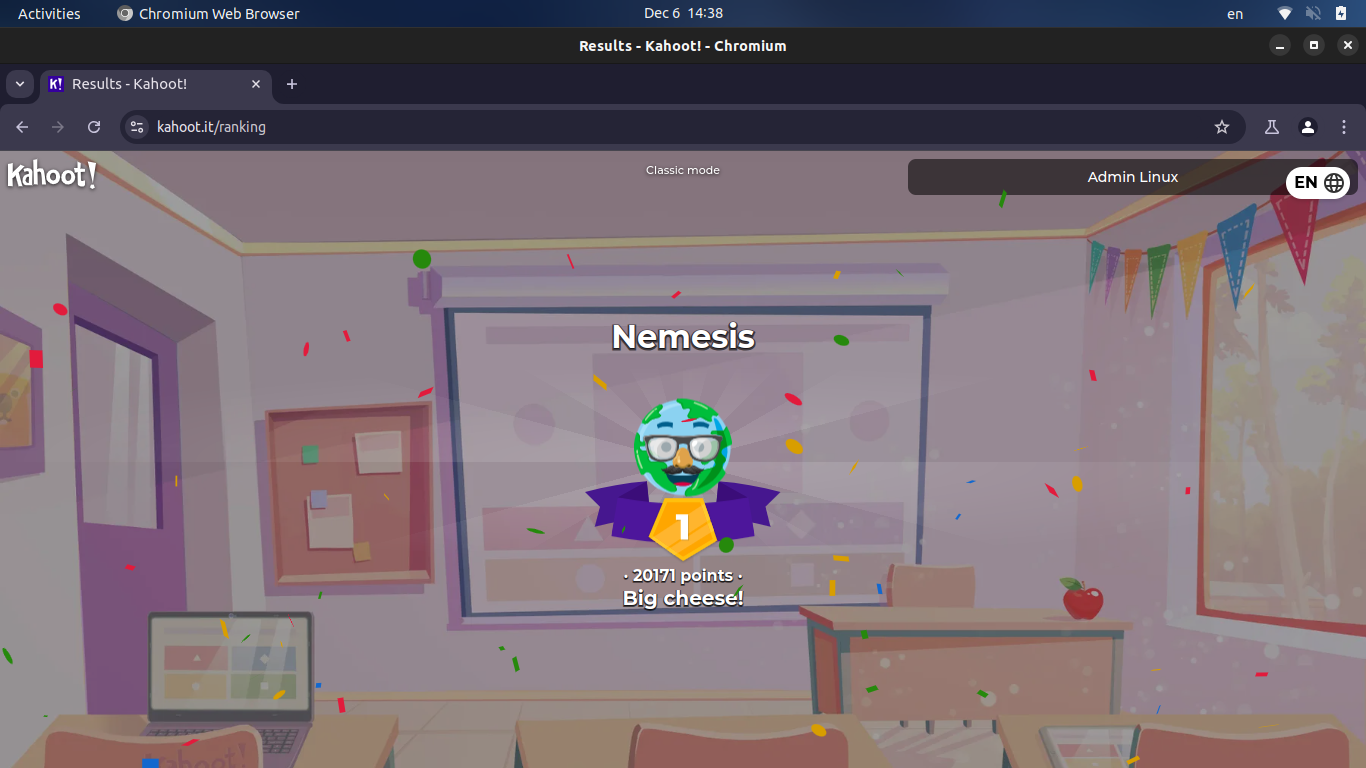 Activities
Chromium Web Browser
Dec 6 14:38
en
Results - Kahoot! - Chromium
K! Results - Kahoot!
kahoot.it/ranking
Kahoot!
Classic mode
Admin Linux
EN
Nemesis
1
· 20171 points ·
Big cheese!
Kahoot!